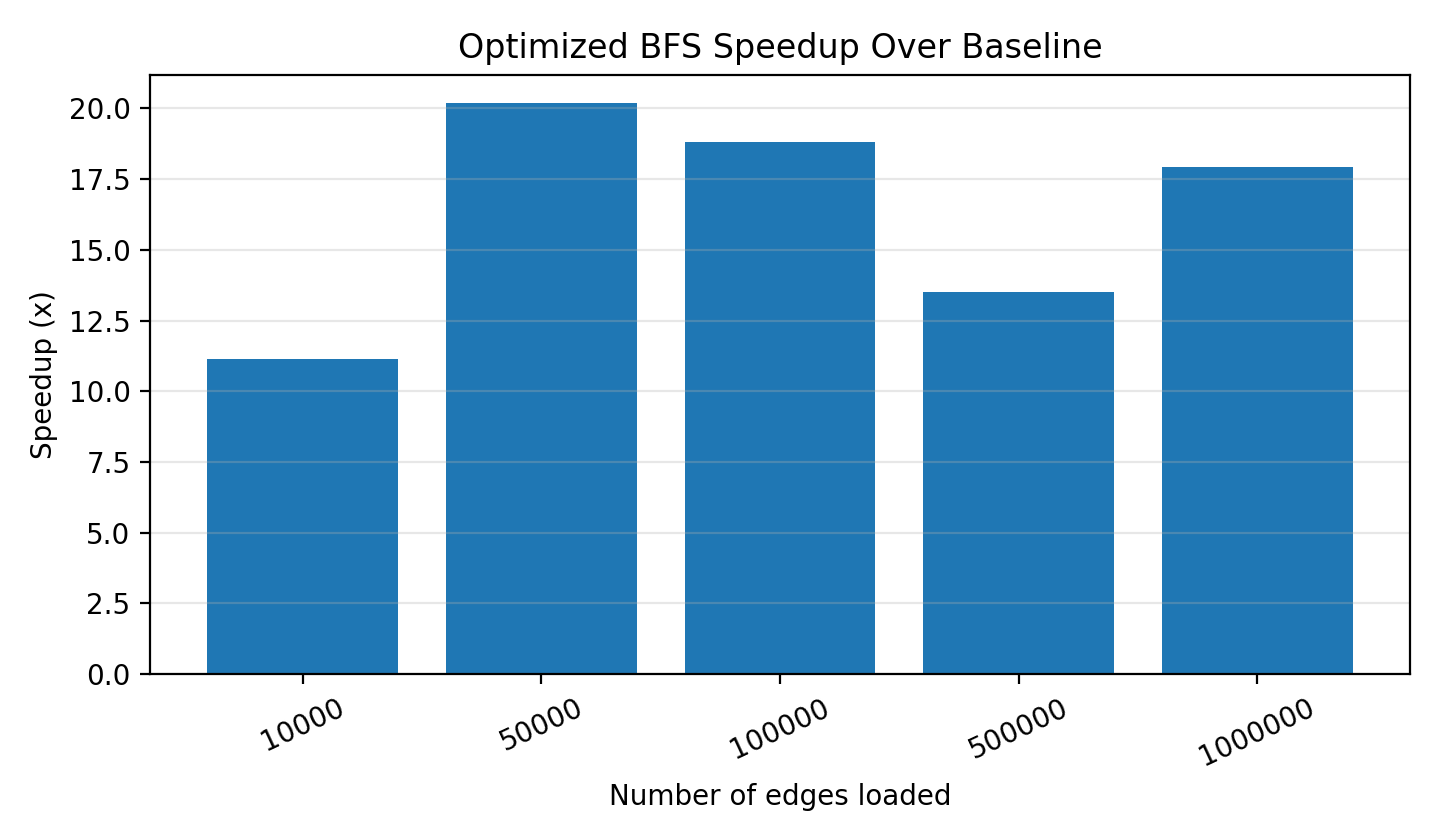 Optimized BFS Speedup Over Baseline
Speedup (x)
20.0
17.5
15.0
12.5
10.0
7.5
5.0
2.5
0.0
10000 50000 100000 500000 1000000
Number of edges loaded